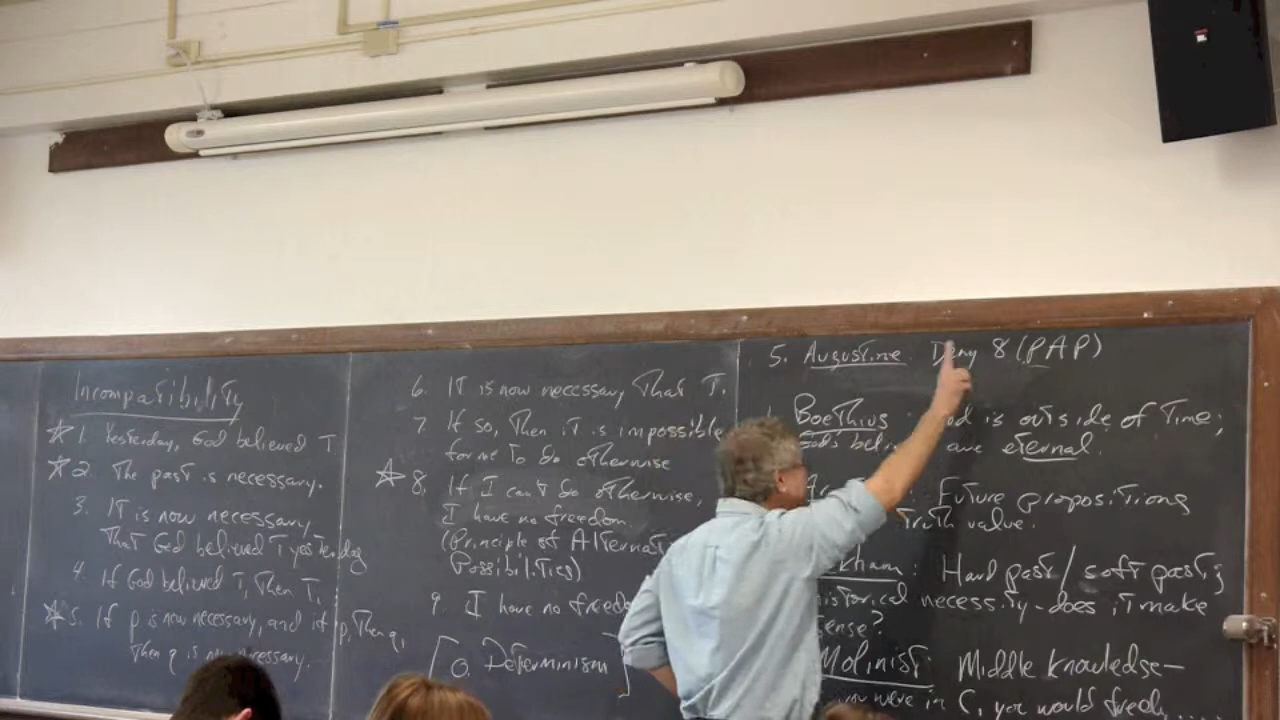 Incompatibility
☆ 1. Yesterday, God believed T
☆ 2. The past is necessary.
3. It is now necessary
that God believed T yesterday
4. If God believed T, then T.
☆ 5. If p is now necessary, and if p, then q,
then q is now necessary.
6. It is now necessary that T.
7. If so, then it is impossible
for me to do otherwise
☆ 8. If I can't do otherwise,
I have no freedom
(Principle of Alternat
Possibilities)
9. I have no freed
[0. Determinism]
5. Augustine Deny 8 (PAP)
Boethius: is outside of time;
God's are eternal.
: Future propositions
truth value.
: Hard past/soft past;
necessity - does it make
sense?
Molinist: Middle knowledge—
you were in C, you would freely...